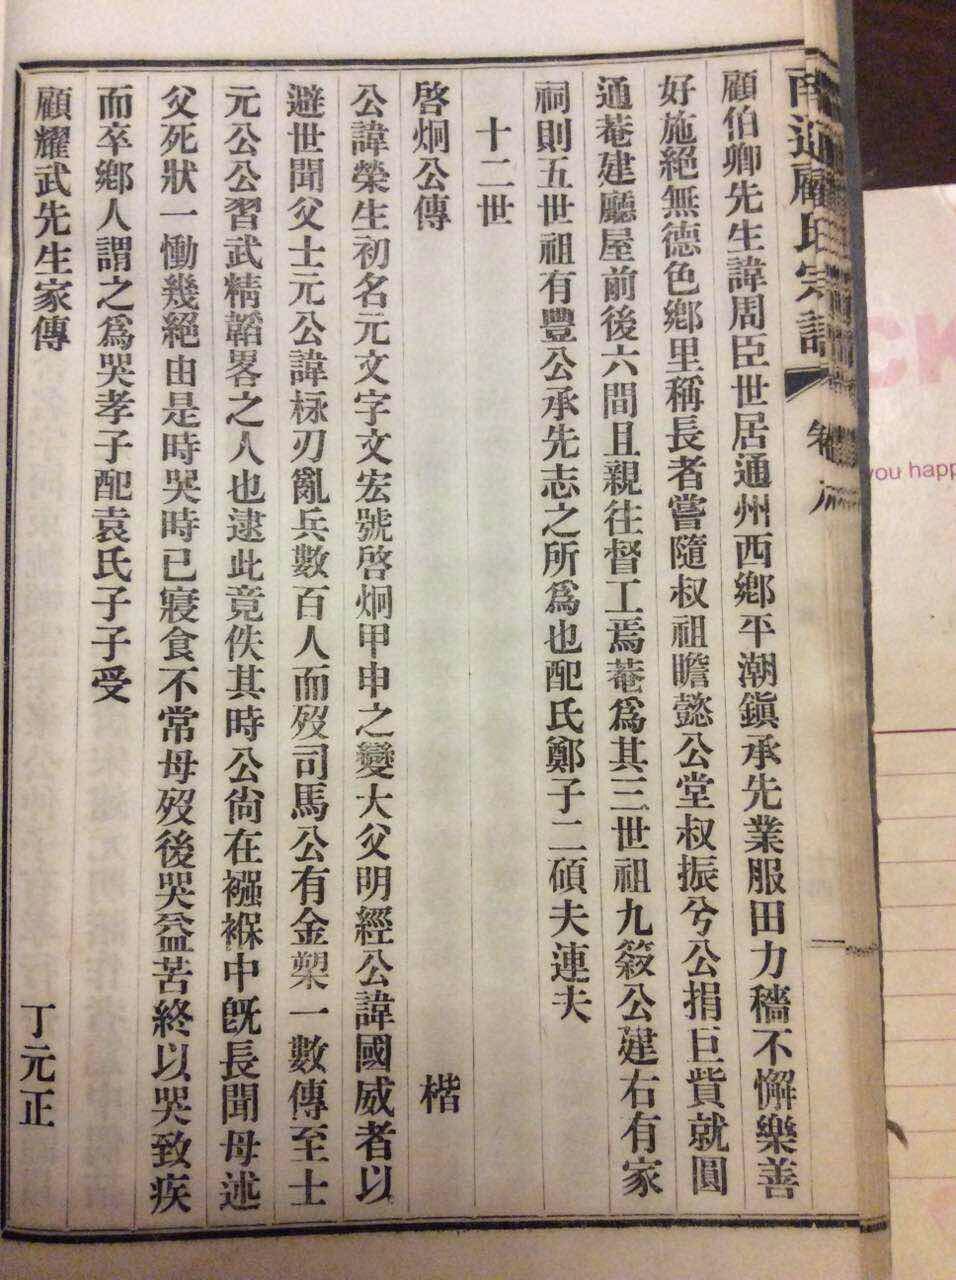 南通顧氏宗譜 卷
顧伯卿先生諱周臣世居通州西鄉平潮鎮承先業服田力穡不懈樂善
好施絕無德色鄉里稱長者嘗隨叔祖瞻懿公堂叔振兮公捐巨貲就圓
通菴建廳屋前後六間且親往督工焉菴爲其三世祖九敘公建右有家
祠則五世祖有豐公承先志之所爲也配氏鄭子二碩夫連夫
十二世
啓炯公傳 楷
公諱榮生初名元文字文宏號啓炯甲申之變大父明經公諱國威者以
避世聞父士元公諱栐刃亂兵數百人而歿司馬公有金槊一數傳至士
元公公習武精韜畧之人也逮此竟佚其時公尙在襁褓中旣長聞母述
父死狀一慟幾絕由是時哭時已寢食不常母歿後哭益苦終以哭致疾
而卒鄉人謂之爲哭孝子配袁氏子子受
顧耀武先生家傳 丁元正
you happ